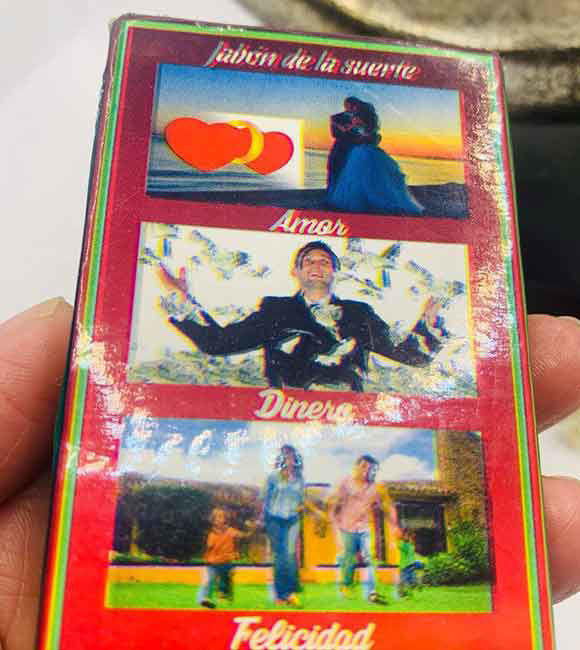 Jabón de la suerte
Amor
Dinero
Felicidad